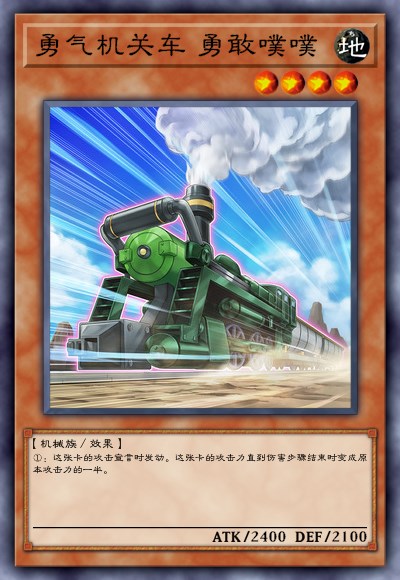 勇气机关车 勇敢噗噗
地
【机械族/效果】
①：这张卡的攻击宣言时发动。这张卡的攻击力直到伤害步骤结束时变成原
本攻击力的一半。
ATK/2400 DEF/2100